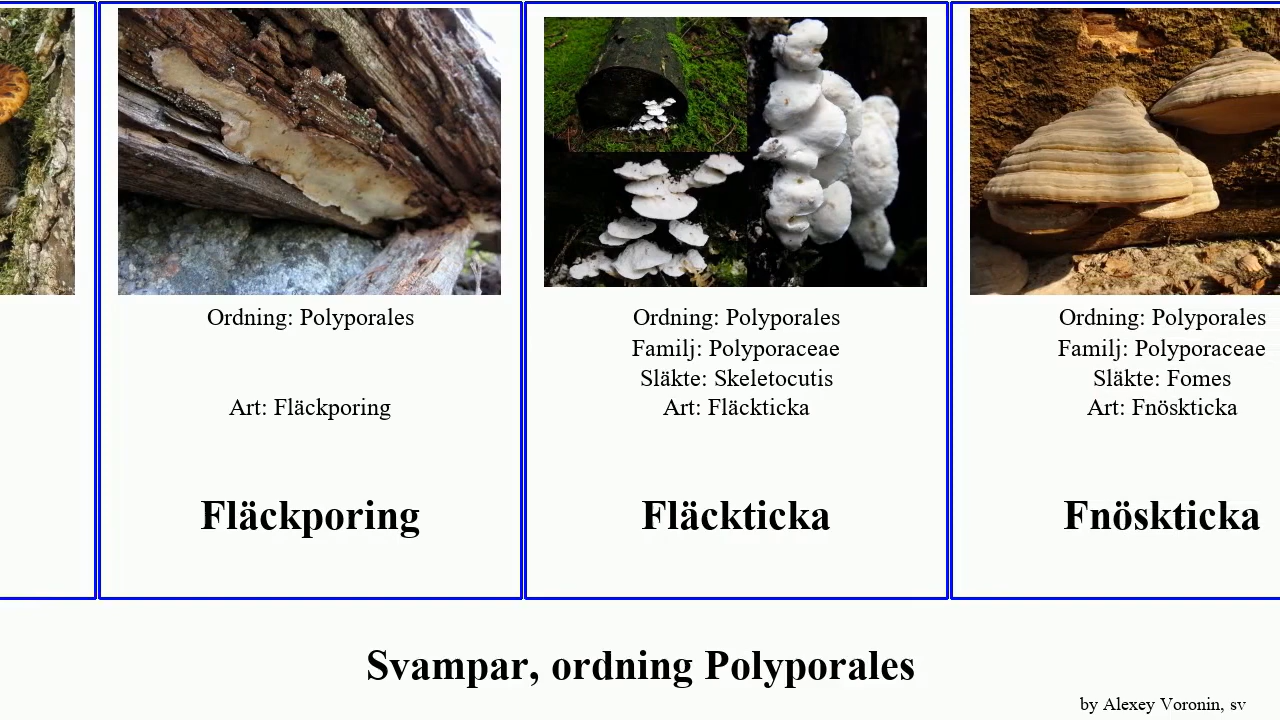 Ordning: Polyporales
Art: Fläckporing
Fläckporing
Ordning: Polyporales
Familj: Polyporaceae
Släkte: Skeletocutis
Art: Fläckticka
Fläckticka
Ordning: Polyporales
Familj: Polyporaceae
Släkte: Fomes
Art: Fnöskticka
Fnöskticka
Svampar, ordning Polyporales
by Alexey Voronin, sv